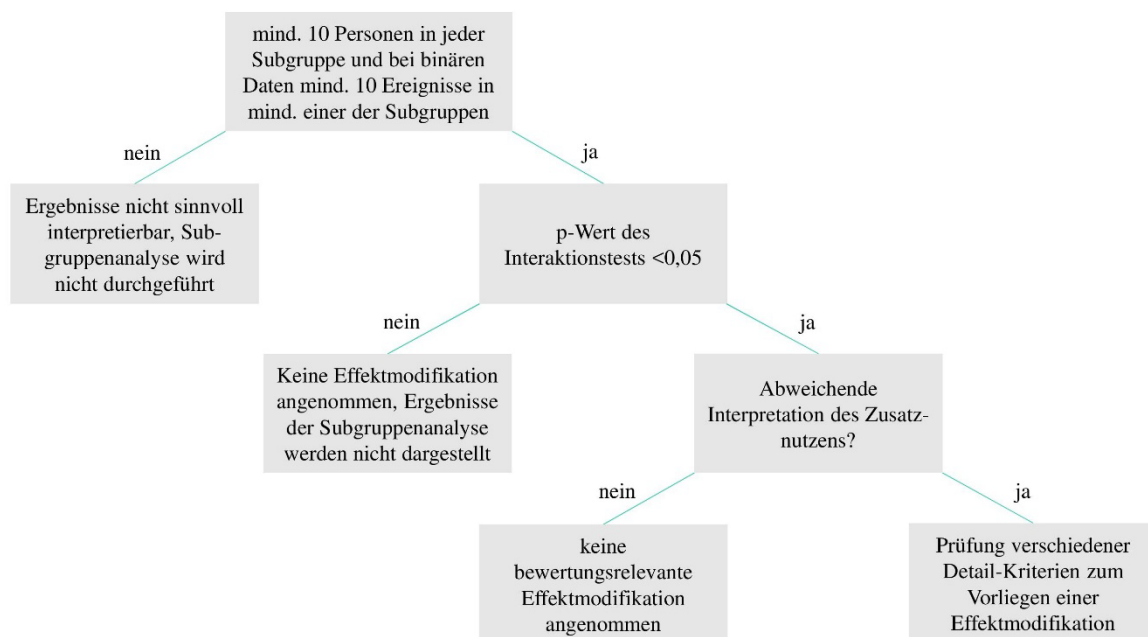 mind. 10 Personen in jeder
Subgruppe und bei binären
Daten mind. 10 Ereignisse in
mind. einer der Subgruppen
nein
ja
Ergebnisse nicht sinnvoll
interpretierbar, Sub-
gruppenanalyse wird
nicht durchgeführt
p-Wert des
Interaktionstests <0,05
nein
ja
Keine Effektmodifikation
angenommen, Ergebnisse
der Subgruppenanalyse
werden nicht dargestellt
Abweichende
Interpretation des Zusatz-
nutzens?
nein
ja
keine
bewertungsrelevante
Effektmodifikation
angenommen
Prüfung verschiedener
Detail-Kriterien zum
Vorliegen einer
Effektmodifikation